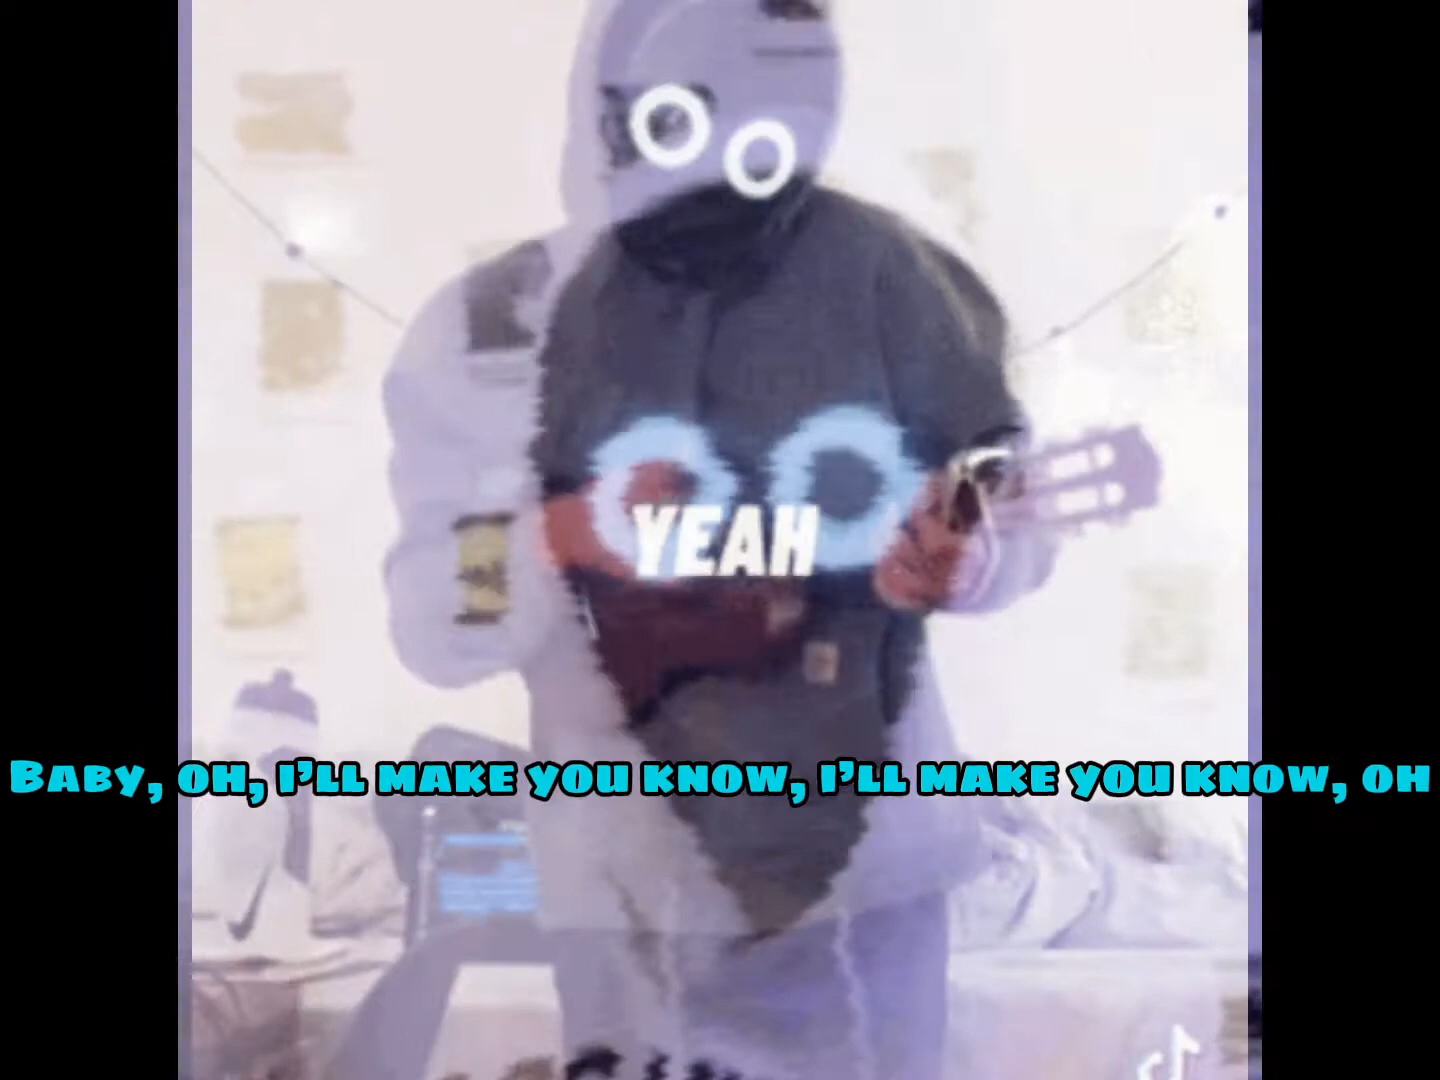 YEAH
Baby, oh, i’ll make you know, i’ll make you know, oh